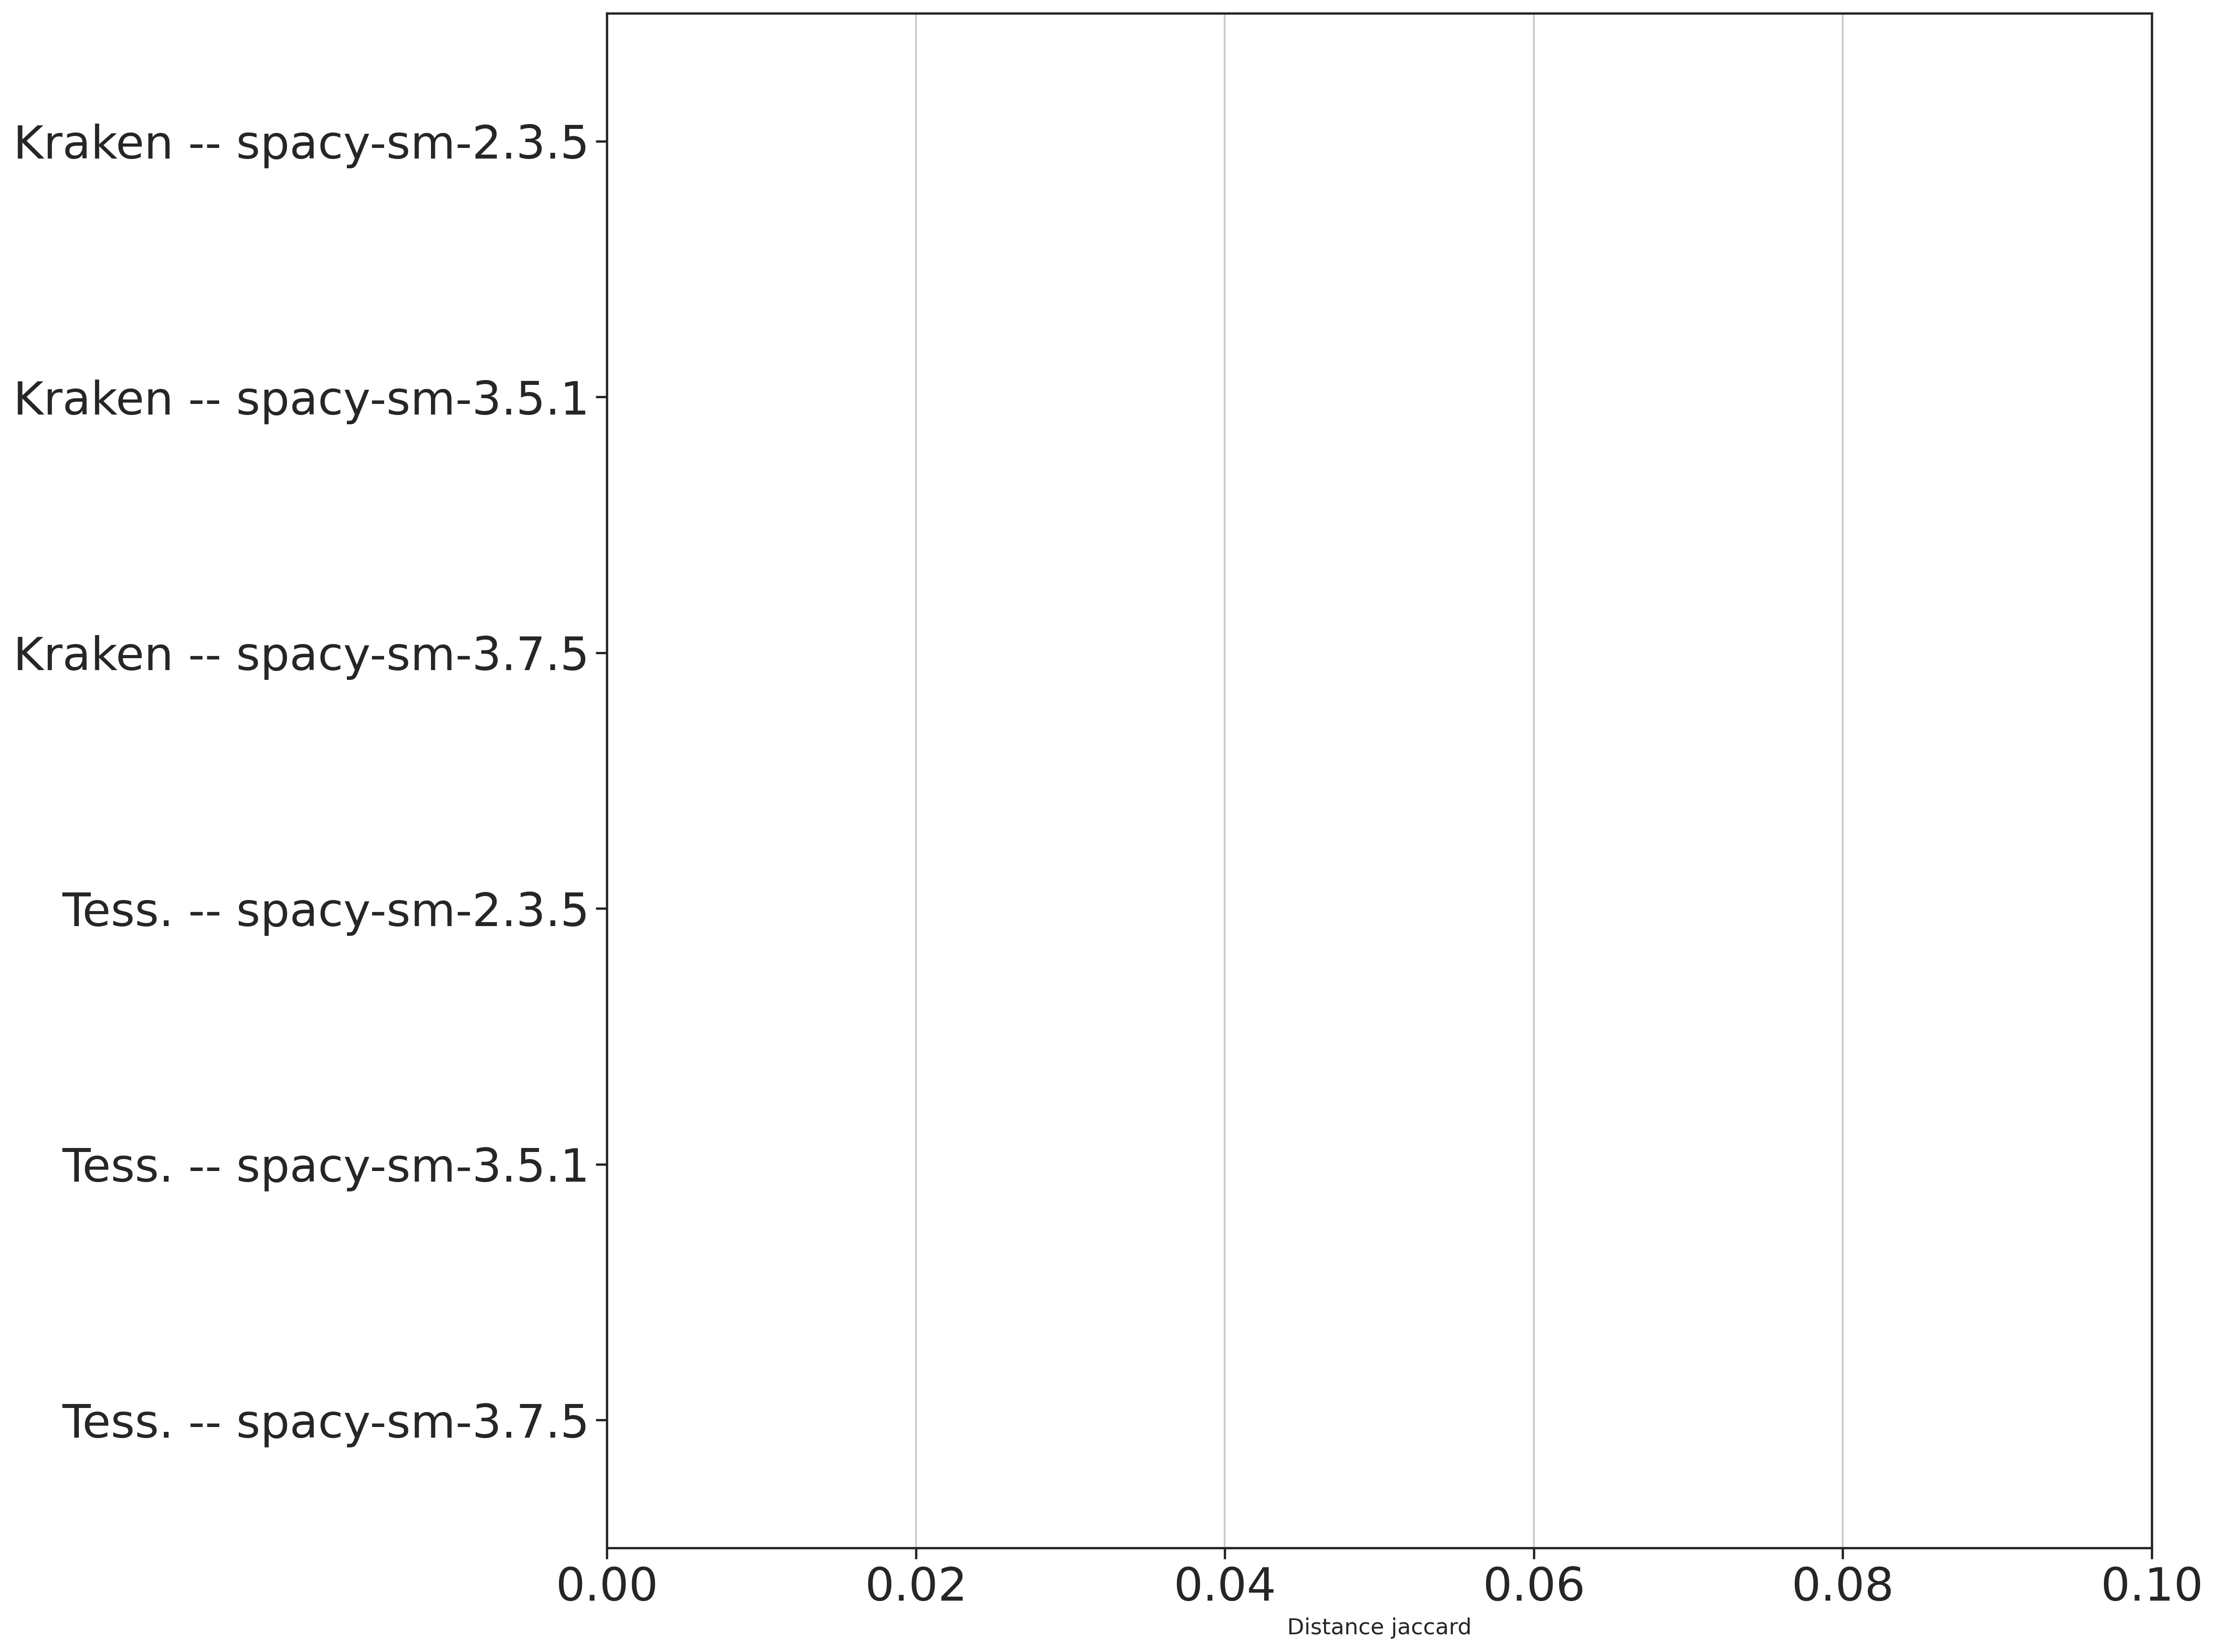 Kraken -- spacy-sm-2.3.5
Kraken -- spacy-sm-3.5.1
Kraken -- spacy-sm-3.7.5
Tess. -- spacy-sm-2.3.5
Tess. -- spacy-sm-3.5.1
Tess. -- spacy-sm-3.7.5
0.00 0.02 0.04 0.06 0.08 0.10
Distance jaccard